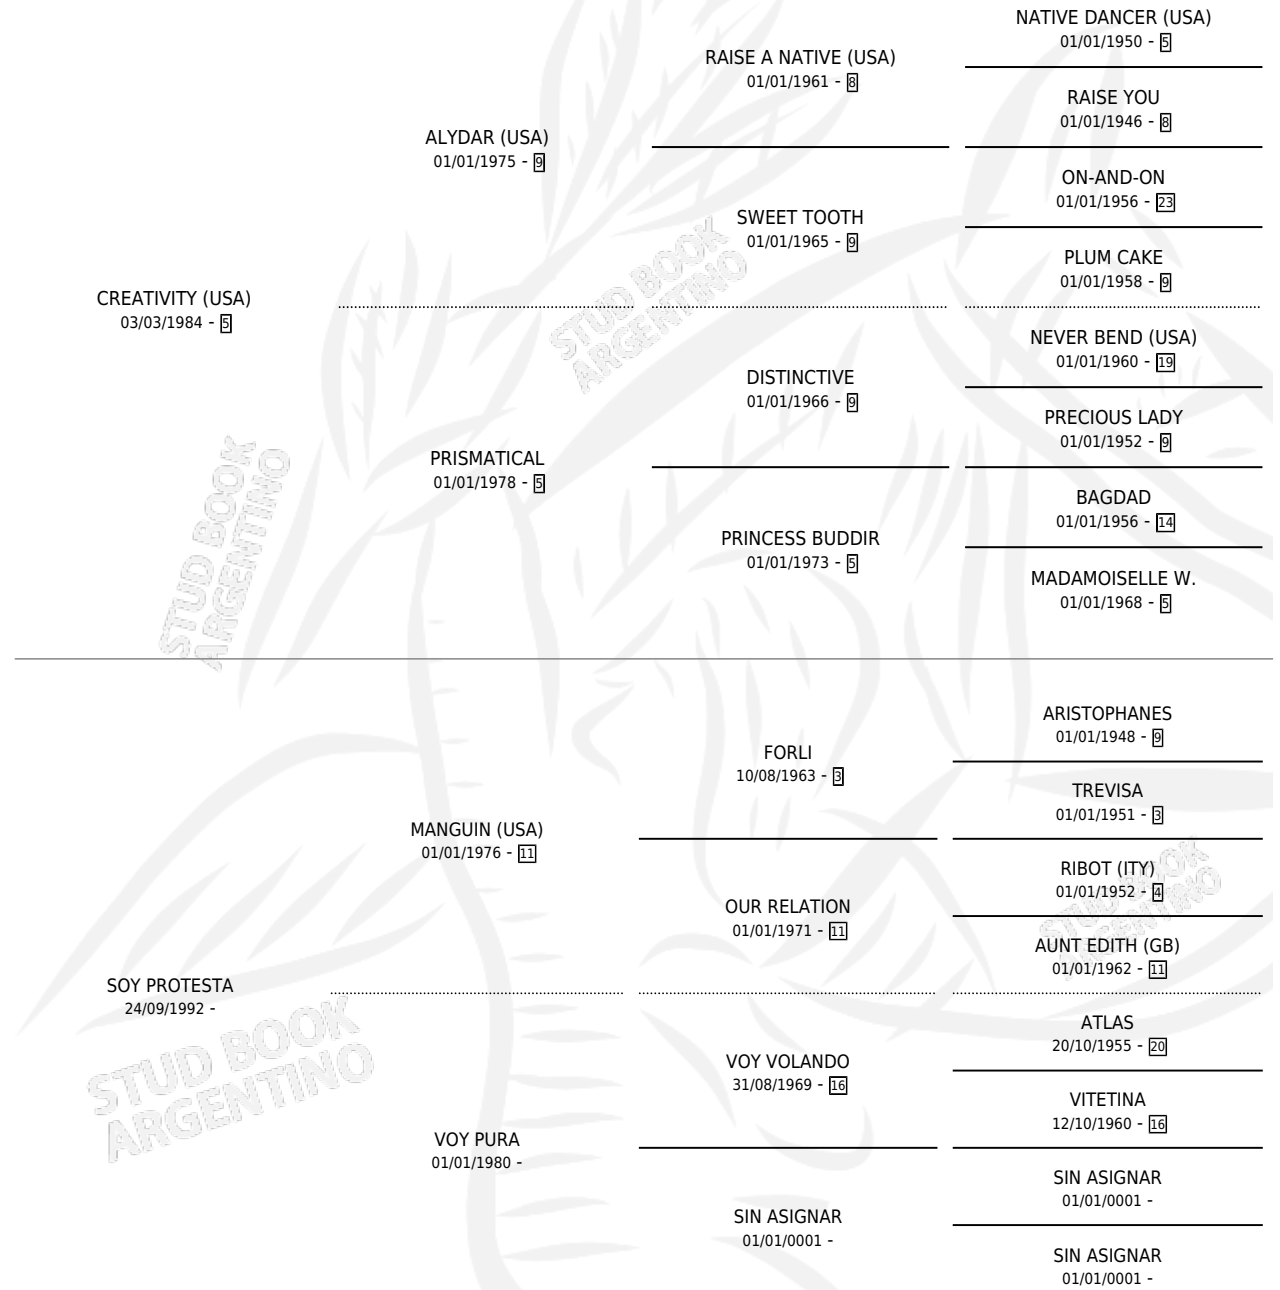 NATIVE DANCER (USA)
01/01/1950 - 5
RAISE A NATIVE (USA)
01/01/1961 - 8
RAISE YOU
01/01/1946 - 8
ALYDAR (USA)
01/01/1975 - 9
ON-AND-ON
01/01/1956 - 23
SWEET TOOTH
01/01/1965 - 9
PLUM CAKE
01/01/1958 - 9
CREATIVITY (USA)
03/03/1984 - 5
NEVER BEND (USA)
01/01/1960 - 19
DISTINCTIVE
01/01/1966 - 9
PRECIOUS LADY
01/01/1952 - 9
PRISMATICAL
01/01/1978 - 5
BAGDAD
01/01/1956 - 14
PRINCESS BUDDIR
01/01/1973 - 5
MADAMOISELLE W.
01/01/1968 - 5
ARISTOPHANES
01/01/1948 - 9
FORLI
10/08/1963 - 3
TREVISA
01/01/1951 - 3
MANGUIN (USA)
01/01/1976 - 11
RIBOT (ITY)
01/01/1952 - 4
OUR RELATION
01/01/1971 - 11
AUNT EDITH (GB)
01/01/1962 - 11
SOY PROTESTA
24/09/1992 -
ATLAS
20/10/1955 - 20
VOY VOLANDO
31/08/1969 - 16
VITETINA
12/10/1960 - 16
VOY PURA
01/01/1980 -
SIN ASIGNAR
01/01/0001 -
SIN ASIGNAR
01/01/0001 -
SIN ASIGNAR
01/01/0001 -
STUD BOOK
ARGENTINO
STUD BOOK
ARGENTINO
STUD BOOK
ARGENTINO
STUD BOOK
ARGENTINO